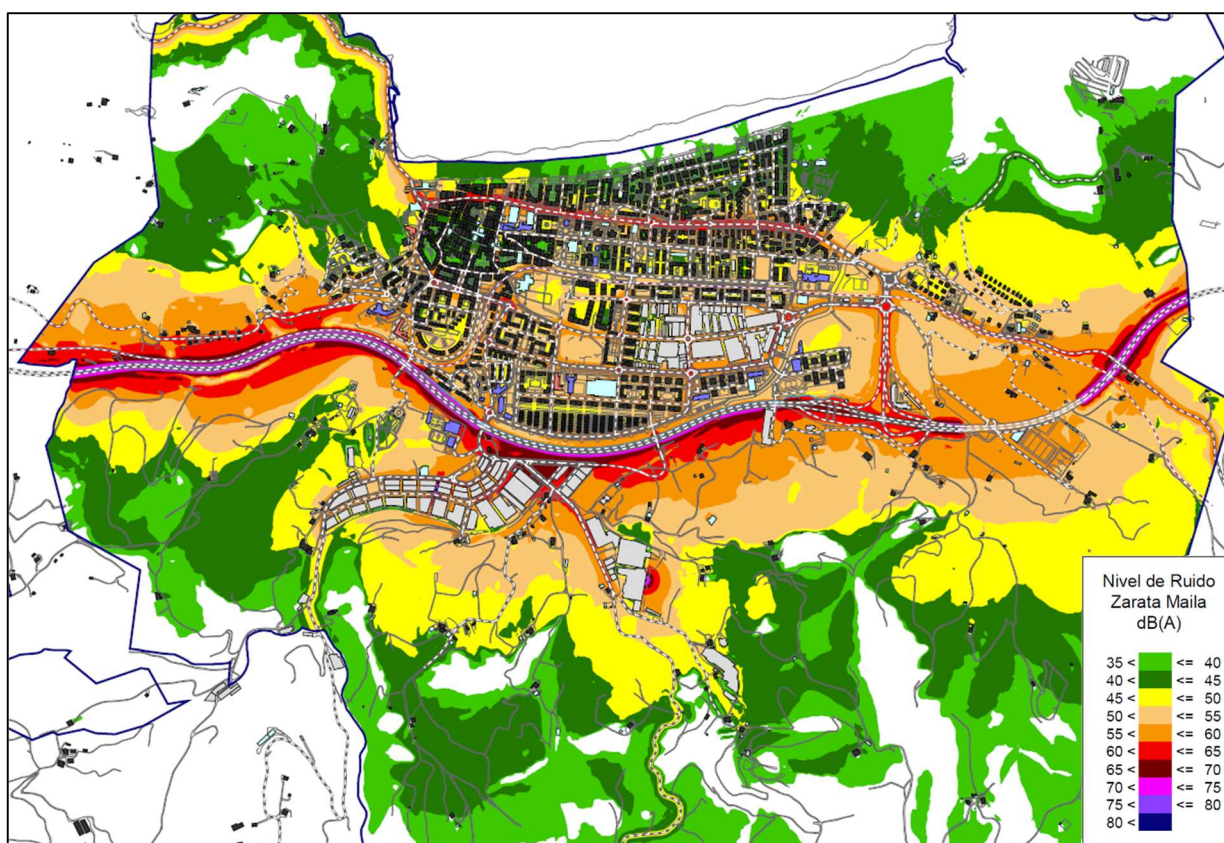 Nivel de Ruido
Zarata Maila
dB(A)
35 < <= 40
40 < <= 45
45 < <= 50
50 < <= 55
55 < <= 60
60 < <= 65
65 < <= 70
70 < <= 75
75 < <= 80
80 <